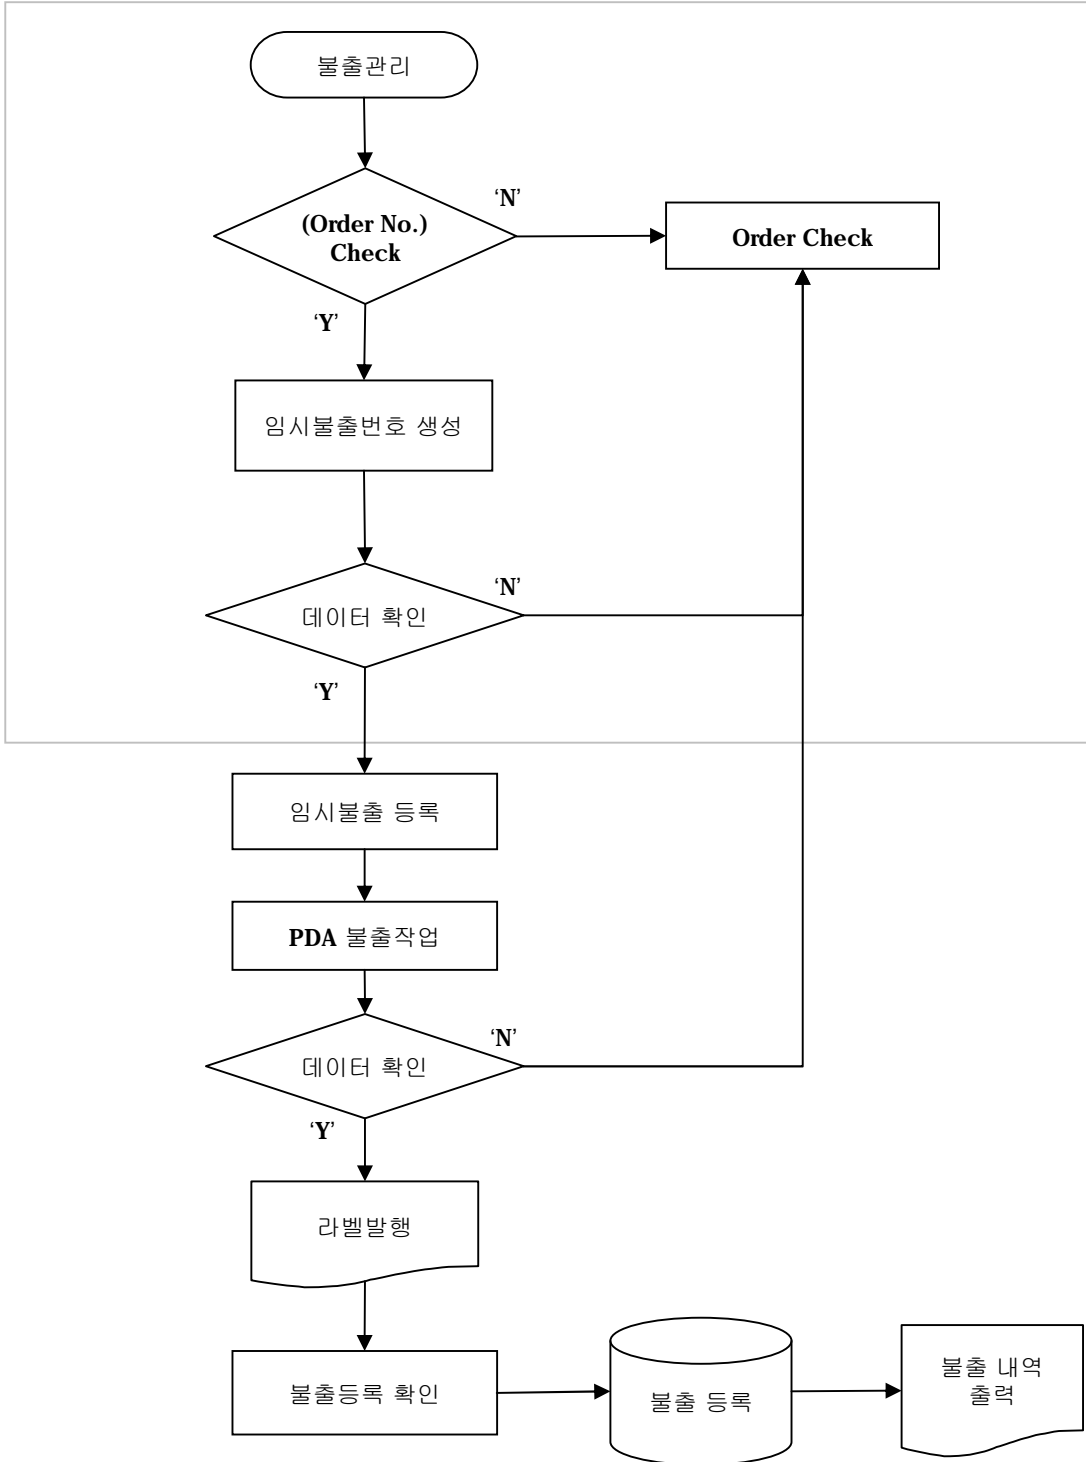 불출관리
‘N’
(Order No.)
Check
Order Check
‘Y’
임시불출번호 생성
‘N’
데이터 확인
‘Y’
임시불출 등록
PDA 불출작업
‘N’
데이터 확인
‘Y’
라벨발행
불출등록 확인
불출 등록
불출 내역
출력